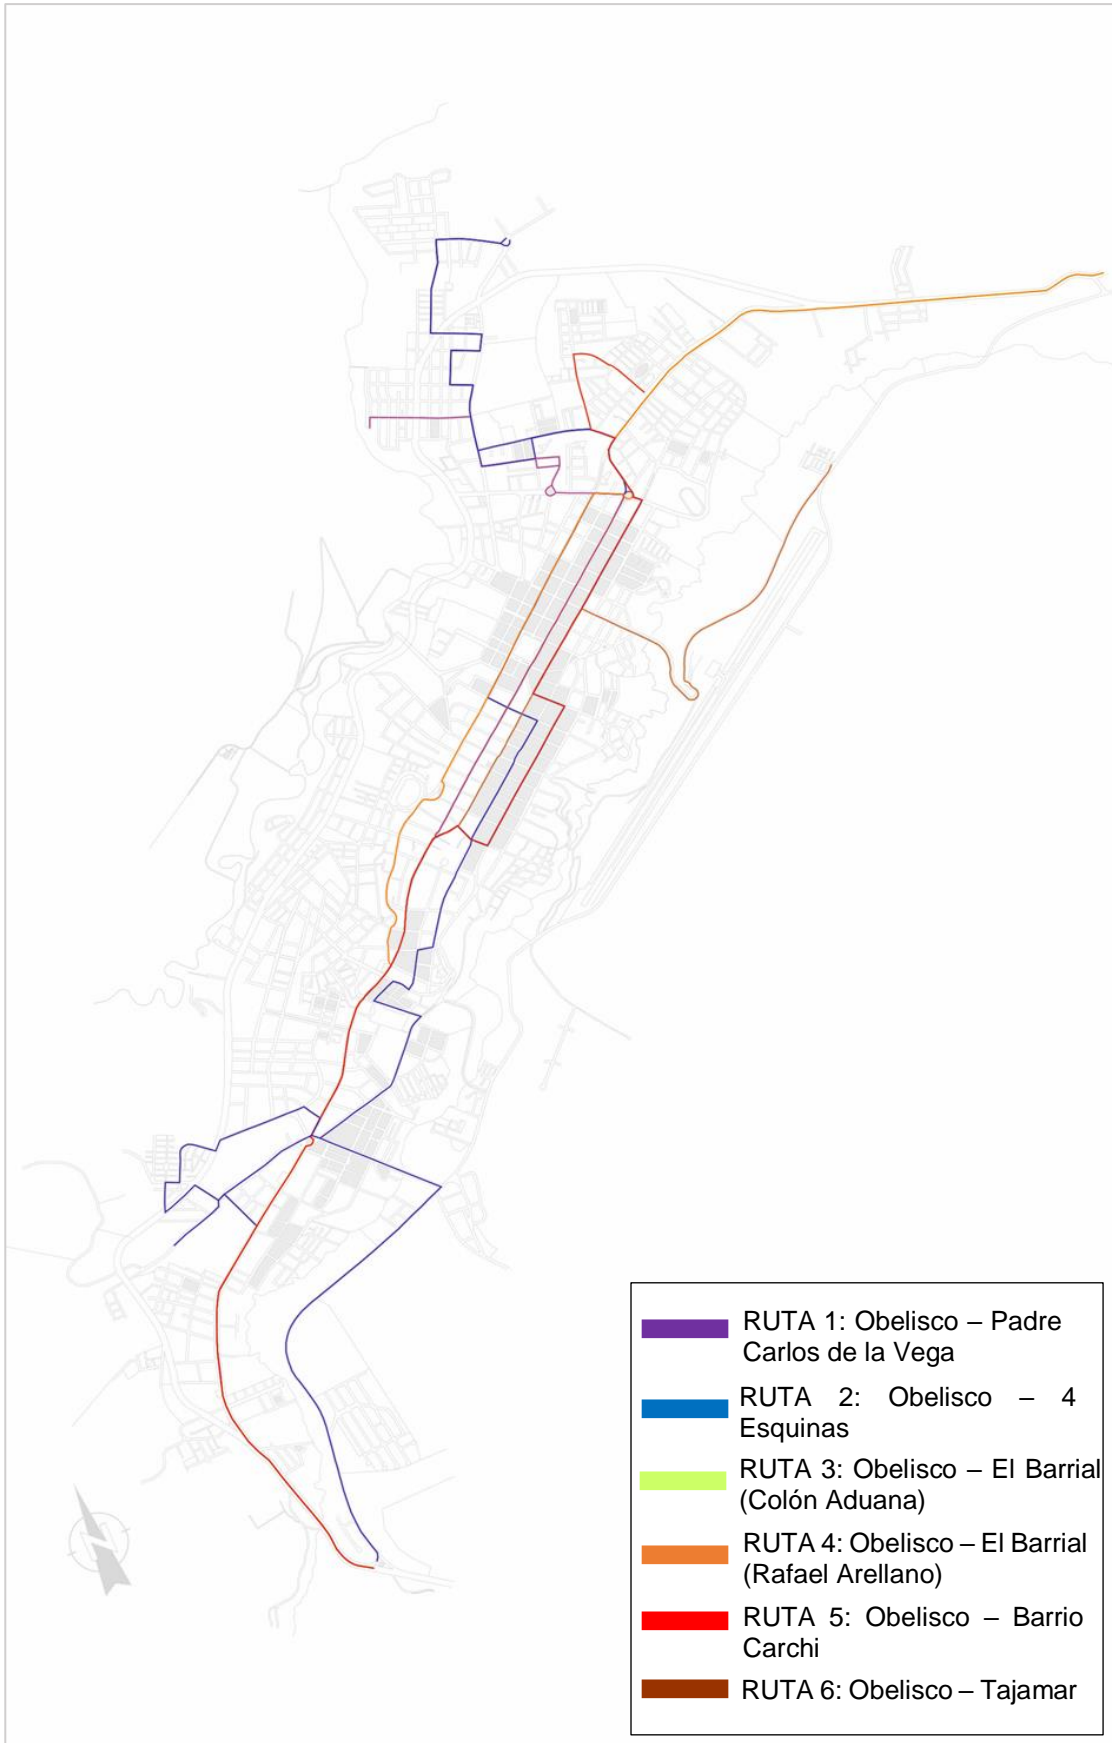 RUTA 1: Obelisco – Padre
Carlos de la Vega
RUTA 2: Obelisco – 4
Esquinas
RUTA 3: Obelisco – El Barrial
(Colón Aduana)
RUTA 4: Obelisco – El Barrial
(Rafael Arellano)
RUTA 5: Obelisco – Barrio
Carchi
RUTA 6: Obelisco – Tajamar